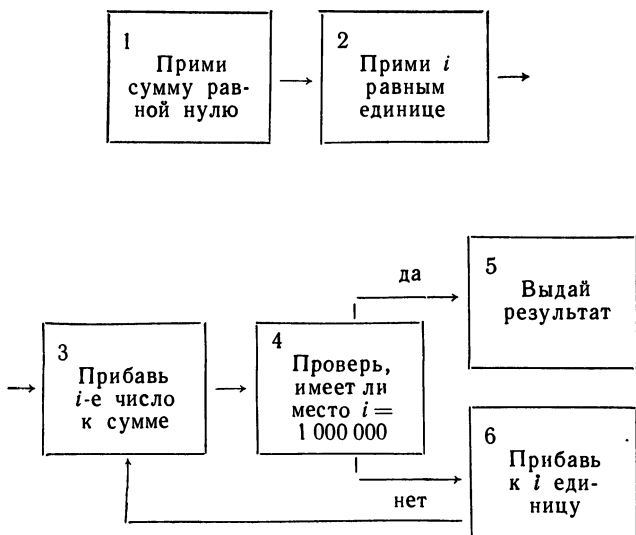 1
Прими
сумму рав-
ной нулю
2
Прими i
равным
единице
3
Прибавь
i-е число
к сумме
4
Проверь,
имеет ли
место i =
1 000 000
да
5
Выдай
результат
нет
6
Прибавь
к i еди-
ницу